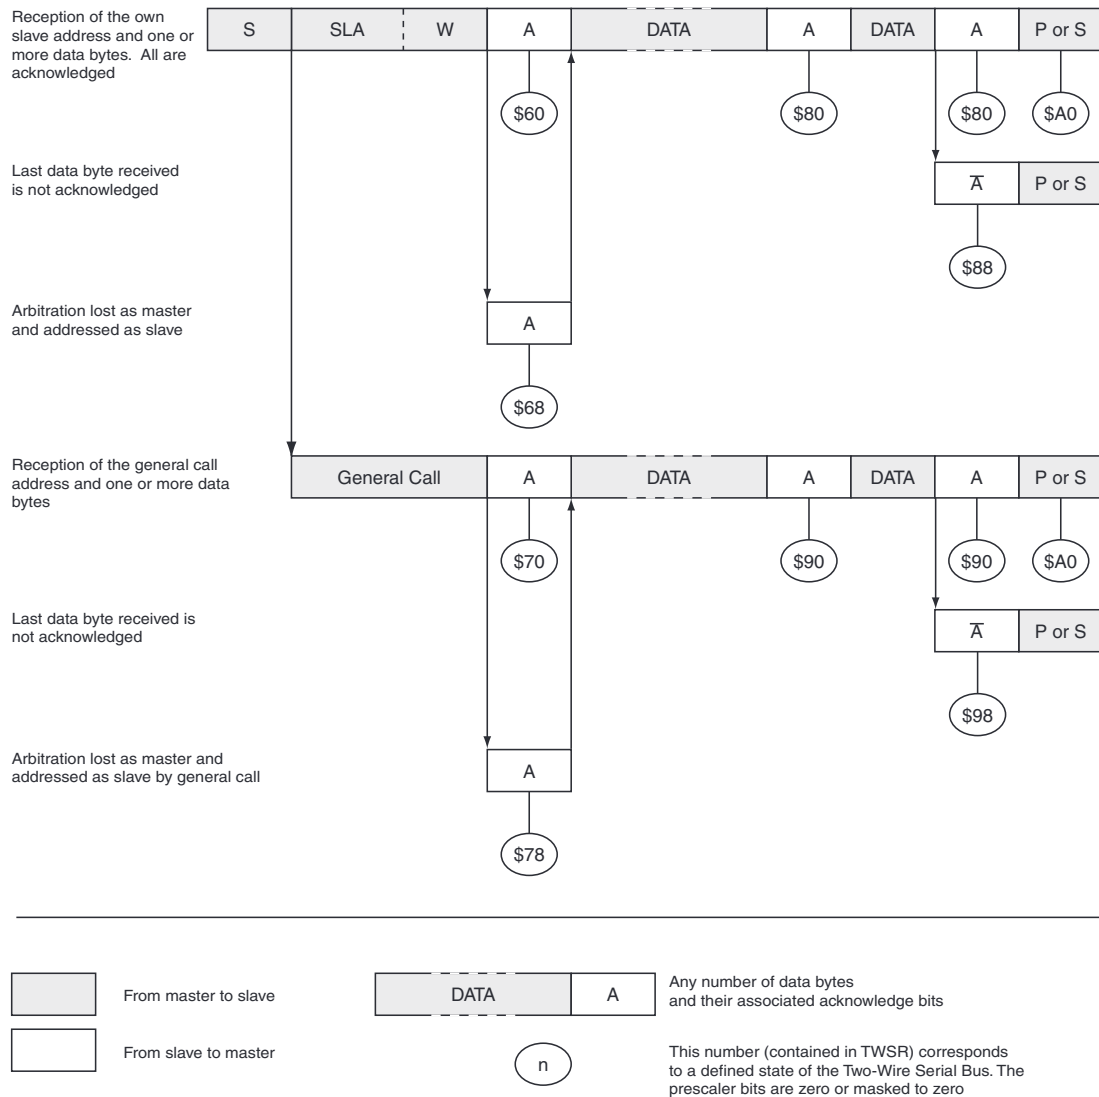 Reception of the own
slave address and one or
more data bytes. All are
acknowledged
S SLA W A DATA A DATA A P or S
$60 $80 $80 $A0
Last data byte received
is not acknowledged
A̅ P or S
$88
Arbitration lost as master
and addressed as slave
A
$68
Reception of the general call
address and one or more data
bytes
General Call A DATA A DATA A P or S
$70 $90 $90 $A0
Last data byte received is
not acknowledged
A̅ P or S
$98
Arbitration lost as master and
addressed as slave by general call
A
$78
From master to slave
DATA A
Any number of data bytes
and their associated acknowledge bits
From slave to master
n
This number (contained in TWSR) corresponds
to a defined state of the Two-Wire Serial Bus. The
prescaler bits are zero or masked to zero